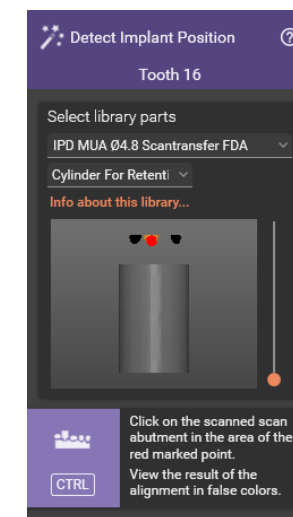 Detect Implant Position
Tooth 16
Select library parts
IPD MUA Ø4.8 Scantransfer FDA
Cylinder For Retenti
Info about this library...
Click on the scanned scan
abutment in the area of the
red marked point.
CTRL
View the result of the
alignment in false colors.